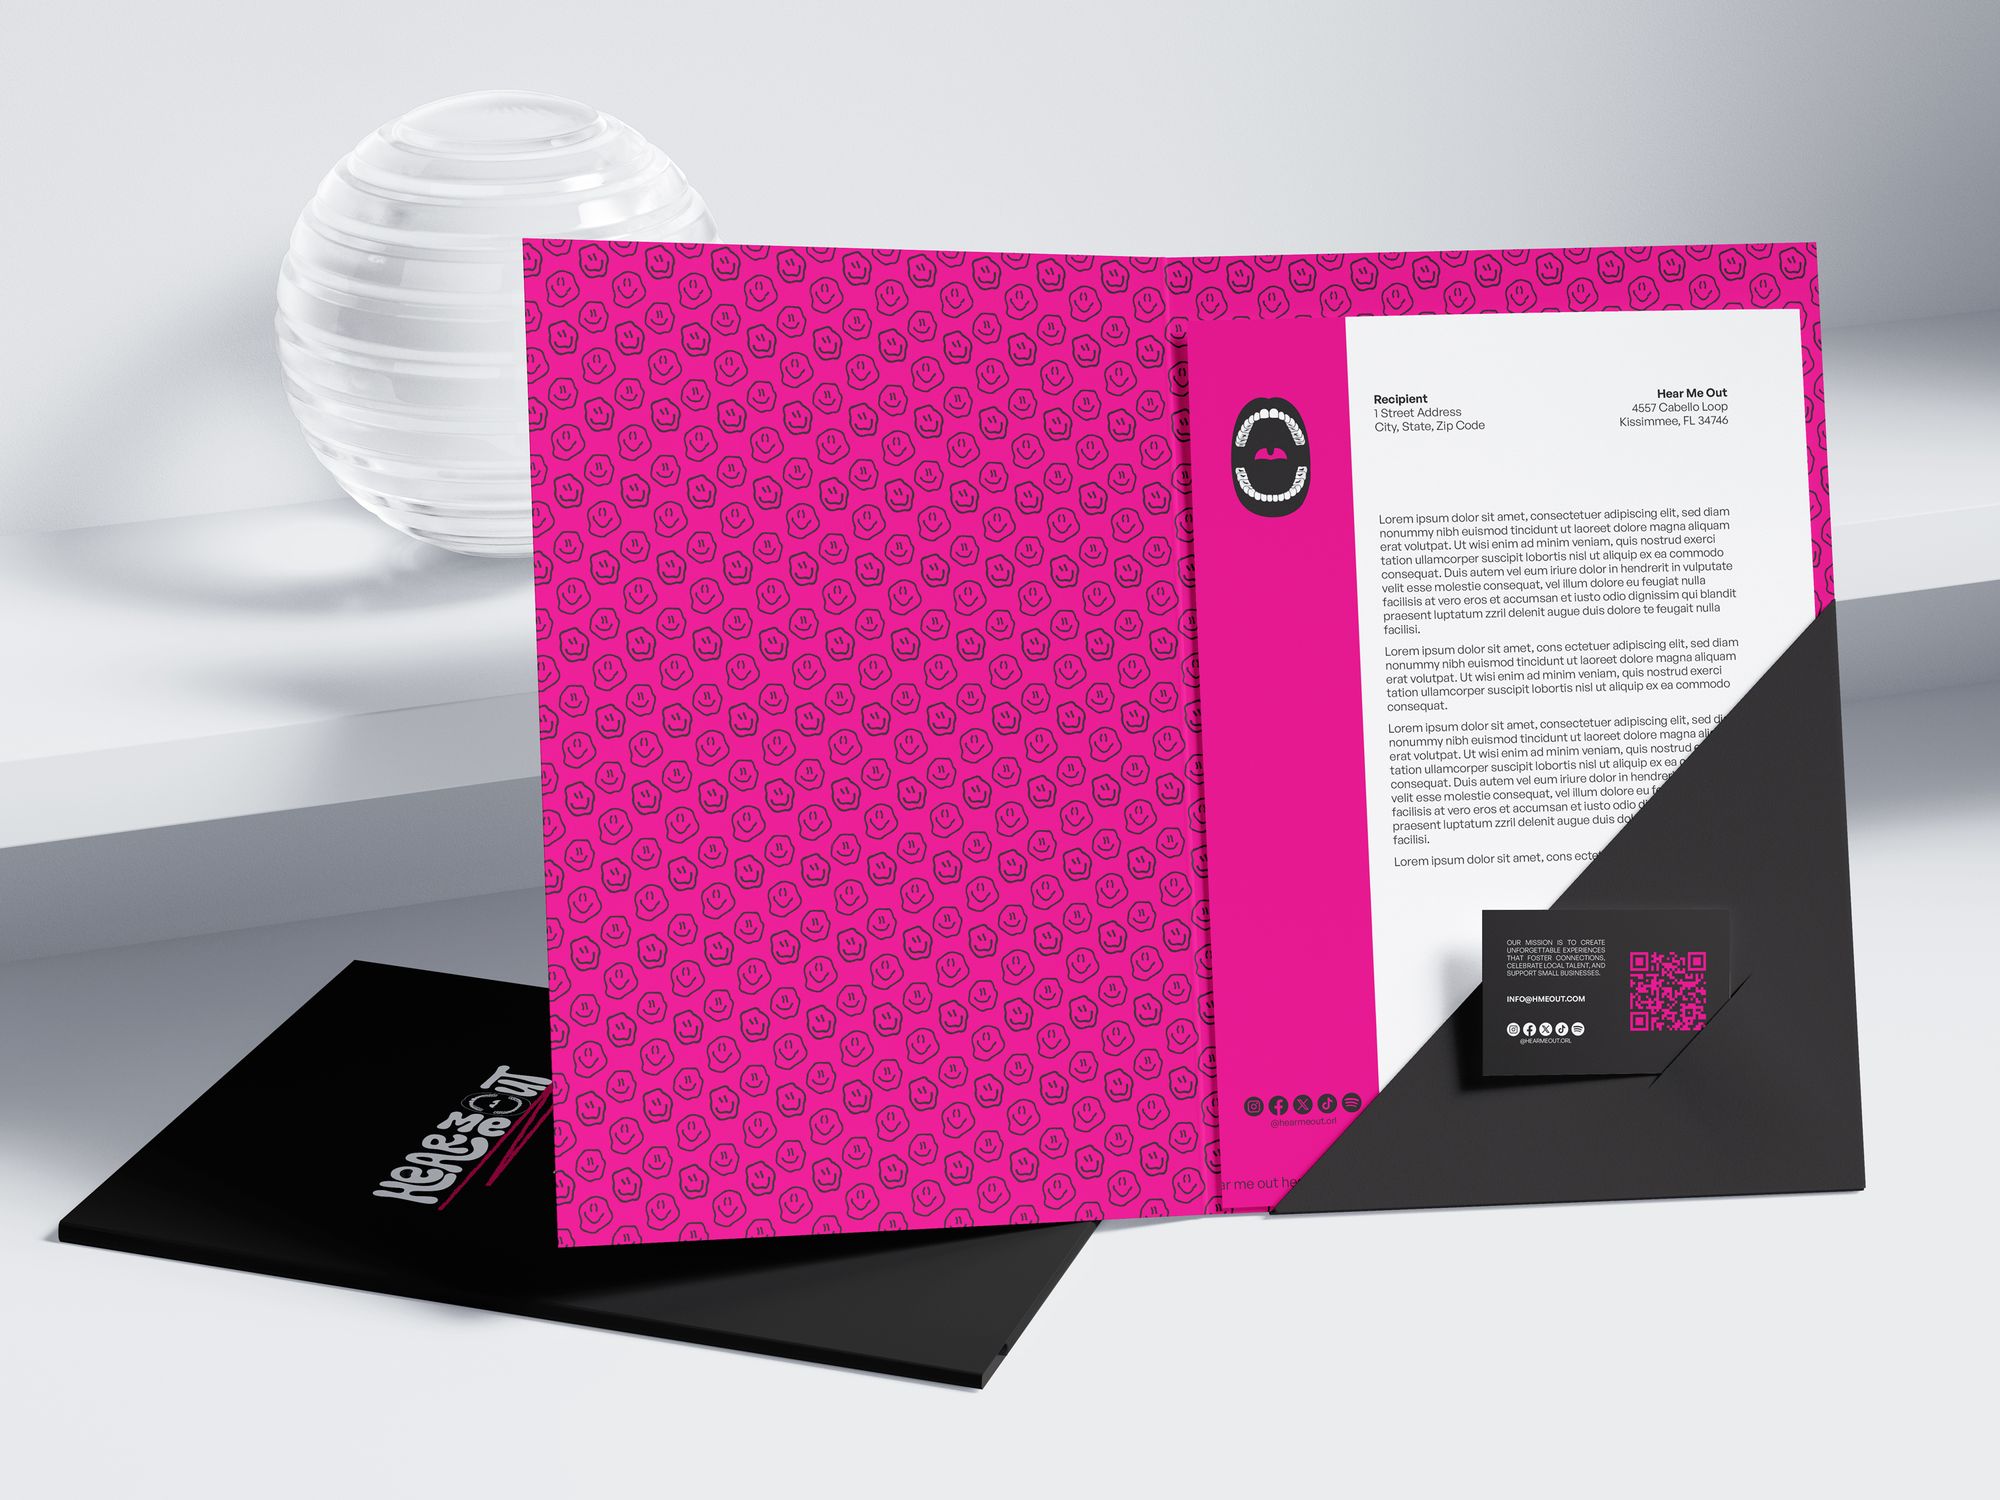 Recipient
1 Street Address
City, State, Zip Code
Hear Me Out
4557 Cabello Loop
Kissimmee, FL 34746
Lorem ipsum dolor sit amet, consectetuer adipiscing elit, sed diam
nonummy nibh euismod tincidunt ut laoreet dolore magna aliquam
erat volutpat. Ut wisi enim ad minim veniam, quis nostrud exerci
tation ullamcorper suscipit lobortis nisl ut aliquip ex ea commodo
consequat. Duis autem vel eum iriure dolor in hendrerit in vulputate
velit esse molestie consequat, vel illum dolore eu feugiat nulla
facilisis at vero eros et accumsan et iusto odio dignissim qui blandit
praesent luptatum zzril delenit augue duis dolore te feugait nulla
facilisi.
Lorem ipsum dolor sit amet, cons ectetuer adipiscing elit, sed diam
nonummy nibh euismod tincidunt ut laoreet dolore magna aliquam
erat volutpat. Ut wisi enim ad minim veniam, quis nostrud exerci
tation ullamcorper suscipit lobortis nisl ut aliquip ex ea commodo
consequat.
Lorem ipsum dolor sit amet, consectetuer adipiscing elit, sed
nonummy nibh euismod tincidunt ut laoreet dolore magna
erat volutpat. Ut wisi enim ad minim veniam, quis nostrud
tation ullamcorper suscipit lobortis nisl ut aliquip ex ea
consequat. Duis autem vel eum iriure dolor in
velit esse molestie consequat, vel illum dolore eu
facilisis at vero eros et accumsan et iusto odio
praesent luptatum zzril delenit augue duis
facilisi.
Lorem ipsum dolor sit amet, cons
OUR MISSION IS TO CREATE
UNFORGETTABLE EXPERIENCES
THAT FOSTER CONNECTIONS,
CELEBRATE LOCAL TALENT, AND
SUPPORT SMALL BUSINESSES.
INFO@HMEOUT.COM
@HEARMEOUT.ORL
@hearmeout.orl
me out
HEAR ME OUT